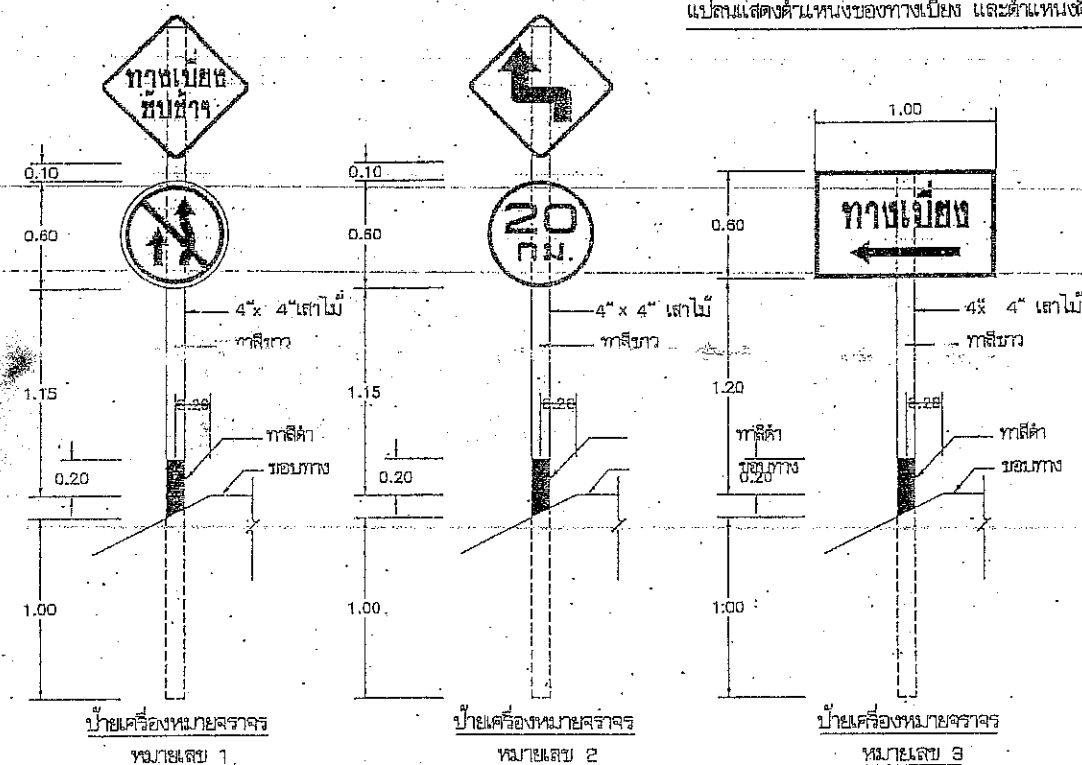 แปลนแสดงตำแหน่งของทางเบี่ยง และตำแหน่ง
ทางเบี่ยง
ขับช้าๆ
0.10
0.60
4"x 4" เสาไม้
ทาสีขาว
1.15
0.20
ทาสีดำ
ขอบทาง
0.20
1.00
ป้ายเครื่องหมายจราจร
หมายเลข 1
0.10
20
กม.
0.60
4"x 4" เสาไม้
ทาสีขาว
1.15
0.20
0.20
ทาสีดำ
ขอบทาง
1.00
ป้ายเครื่องหมายจราจร
หมายเลข 2
1.00
ทางเบี่ยง
0.60
4x 4" เสาไม้
ทาสีขาว
1.20
0.20
ทาสีดำ
ขอบทาง
0.20
1.00
ป้ายเครื่องหมายจราจร
หมายเลข 3